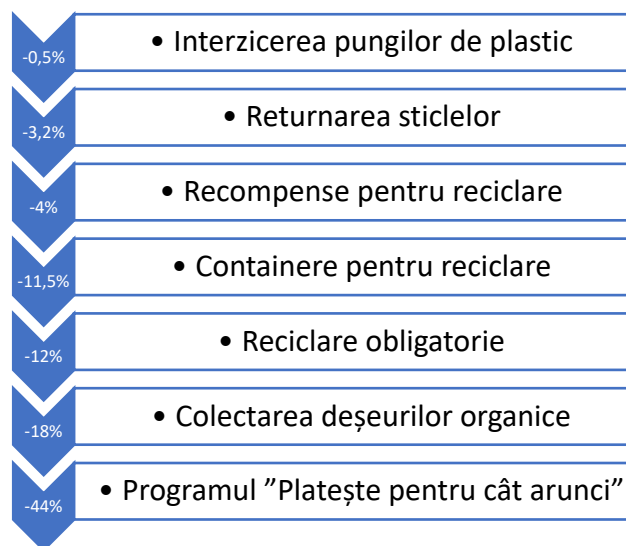 -0,5% • Interzicerea pungilor de plastic
-3,2% • Returnarea sticlelor
-4% • Recompense pentru reciclare
-11,5% • Containere pentru reciclare
-12% • Reciclare obligatorie
-18% • Colectarea deșeurilor organice
-44% • Programul ”Platește pentru cât arunci”